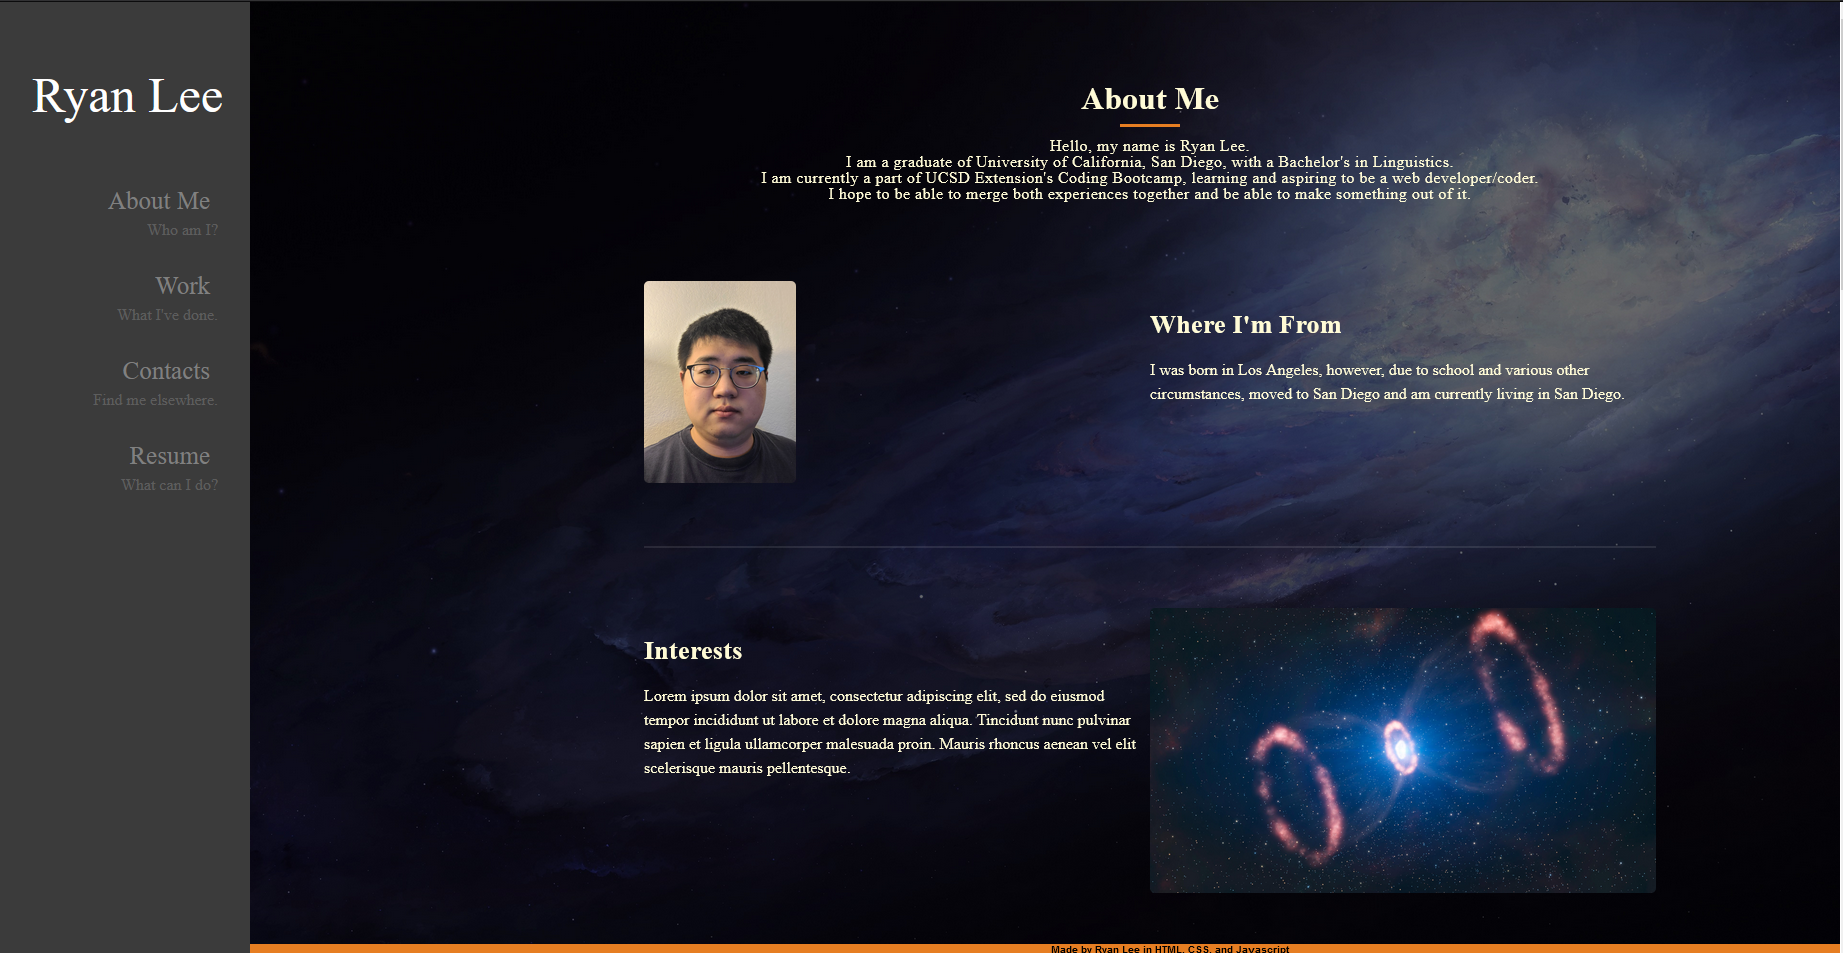 Ryan Lee
About Me
Who am I?
Work
What I've done.
Contacts
Find me elsewhere.
Resume
What can I do?
About Me
Hello, my name is Ryan Lee.
I am a graduate of University of California, San Diego, with a Bachelor's in Linguistics.
I am currently a part of UCSD Extension's Coding Bootcamp, learning and aspiring to be a web developer/coder.
I hope to be able to merge both experiences together and be able to make something out of it.
Where I'm From
I was born in Los Angeles, however, due to school and various other
circumstances, moved to San Diego and am currently living in San Diego.
Interests
Lorem ipsum dolor sit amet, consectetur adipiscing elit, sed do eiusmod
tempor incididunt ut labore et dolore magna aliqua. Tincidunt nunc pulvinar
sapien et ligula ullamcorper malesuada proin. Mauris rhoncus aenean vel elit
scelerisque mauris pellentesque.
Made by Ryan Lee in HTML, CSS, and Javascript